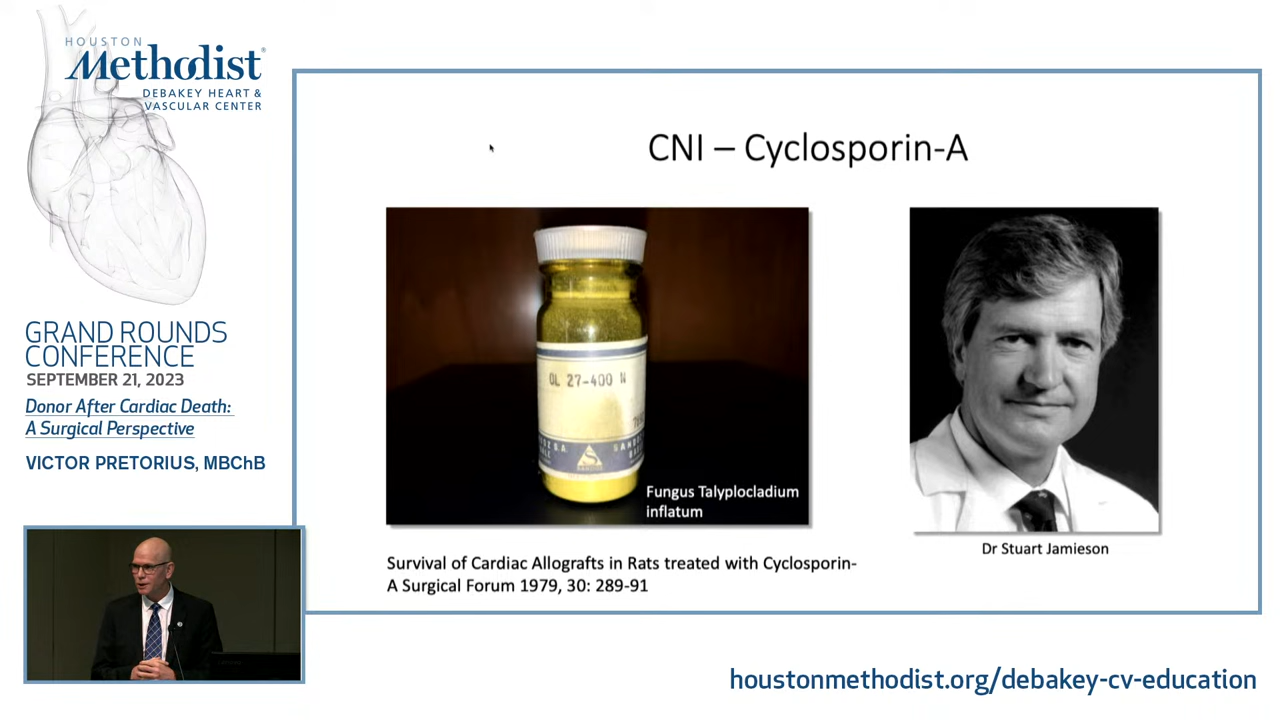 HOUSTON
Methodist
DEBAKEY HEART &
VASCULAR CENTER
GRAND ROUNDS
CONFERENCE
SEPTEMBER 21, 2023
Donor After Cardiac Death:
A Surgical Perspective
VICTOR PRETORIUS, MBChB
CNI – Cyclosporin-A
OL 27-400 N
Fungus Talyplocladium
inflatum
Dr Stuart Jamieson
Survival of Cardiac Allografts in Rats treated with Cyclosporin-
A Surgical Forum 1979, 30: 289-91
houstonmethodist.org/debakey-cv-education